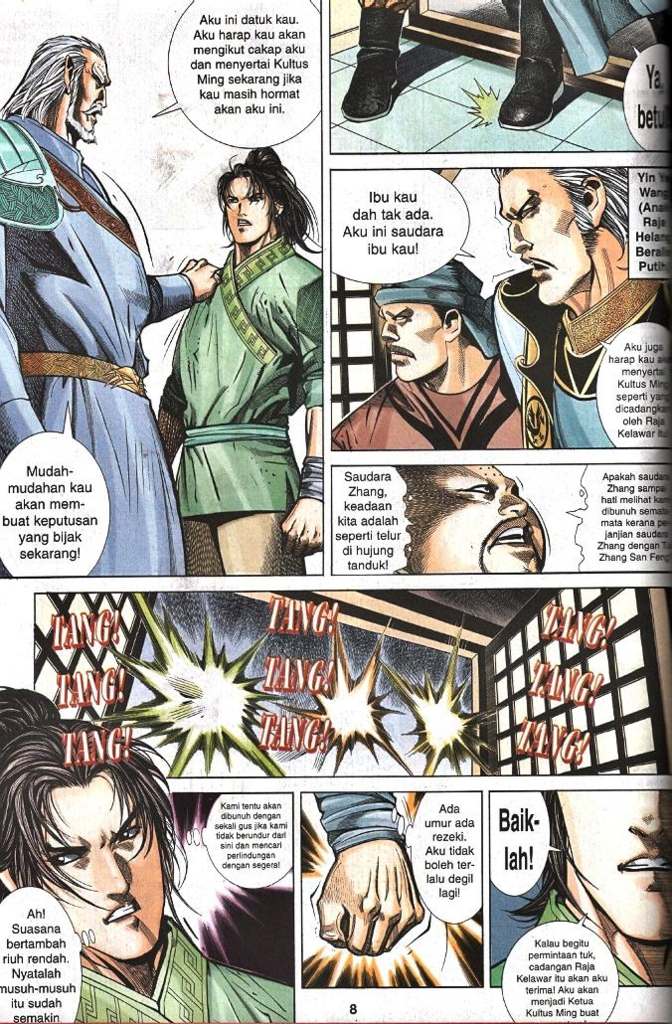 Aku ini datuk kau.
Aku harap kau akan
mengikut cakap aku
dan menyertai Kultus
Ming sekarang jika
kau masih hormat
akan aku ini.
Mudah-
mudahan kau
akan mem-
buat keputusan
yang bijak
sekarang!
Ya,
Ibu kau
dah tak ada.
Aku ini saudara
ibu kau!
Yin
Raja
Putih
Aku juga
harap kau
menyertai
Kultus Ming
seperti yang
dicadangkan
oleh Raja
Kelawar itu
Saudara
Zhang,
keadaan
kita adalah
seperti telur
di hujung
tanduk!
Apakah
Zhang
hati melihat
dibunuh
mata kerana
janjian
Zhang dengan
Zhang San
TANG!
TANG!
TANG!
TANG!
TANG!
TANG!
TANG!
TANG!
TANG!
Ah!
Suasana
bertambah
riuh rendah.
Nyatalah
musuh-musuh
itu sudah
semakin
Kami tentu akan
dibunuh dengan
sekali gus jika kami
tidak berundur dari
sini dan mencari
perlindungan
dengan segera!
Ada
umur ada
rezeki.
Aku tidak
boleh ter-
lalu degil
lagi!
Baik-
lah!
Kalau begitu
permintaan tuk,
cadangan Raja
Kelawar itu akan aku
terima! Aku akan
menjadi Ketua
Kultus Ming buat
8